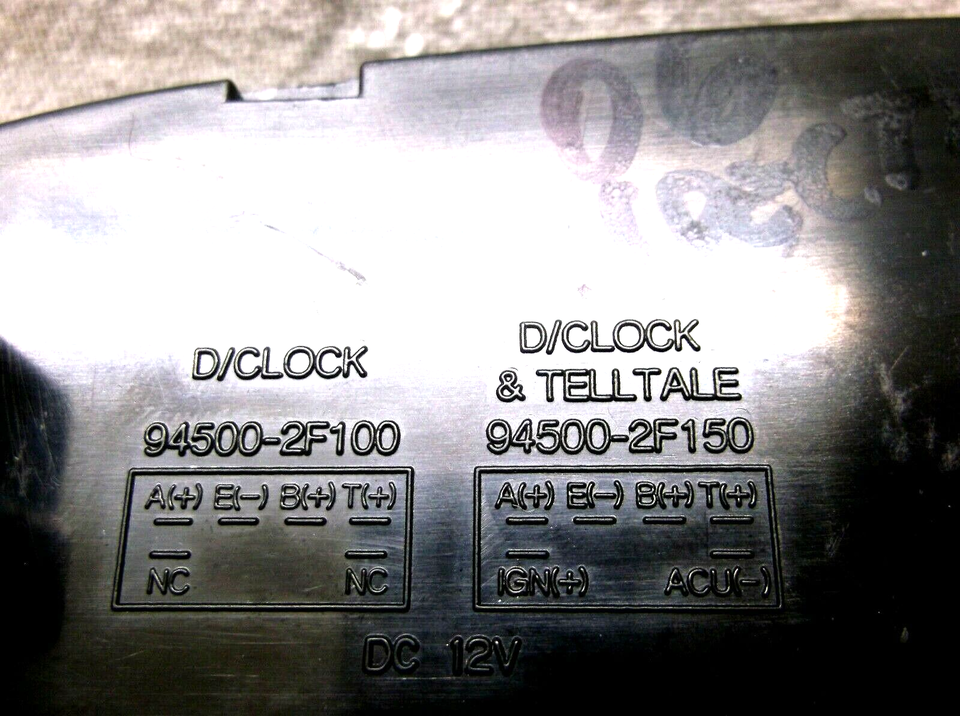 D/CLOCK
94500-2F100
A(+) E(-) B(+) T(+)
NC NC
D/CLOCK
& TELLTALE
94500-2F150
A(+) E(-) B(+) T(+)
IGN(+) ACU(-)
DC 12V